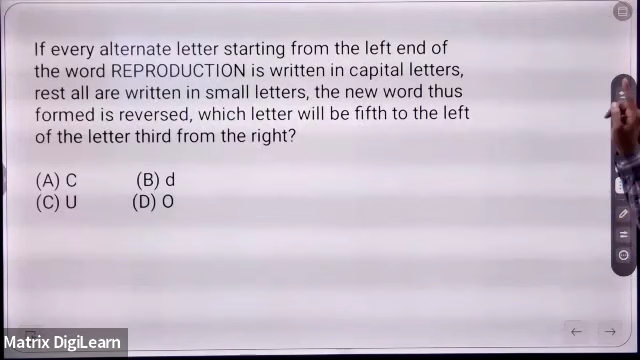 If every alternate letter starting from the left end of
the word REPRODUCTION is written in capital letters,
rest all are written in small letters, the new word thus
formed is reversed, which letter will be fifth to the left
of the letter third from the right?
(A) C (B) d
(C) U (D) O
Matrix DigiLearn